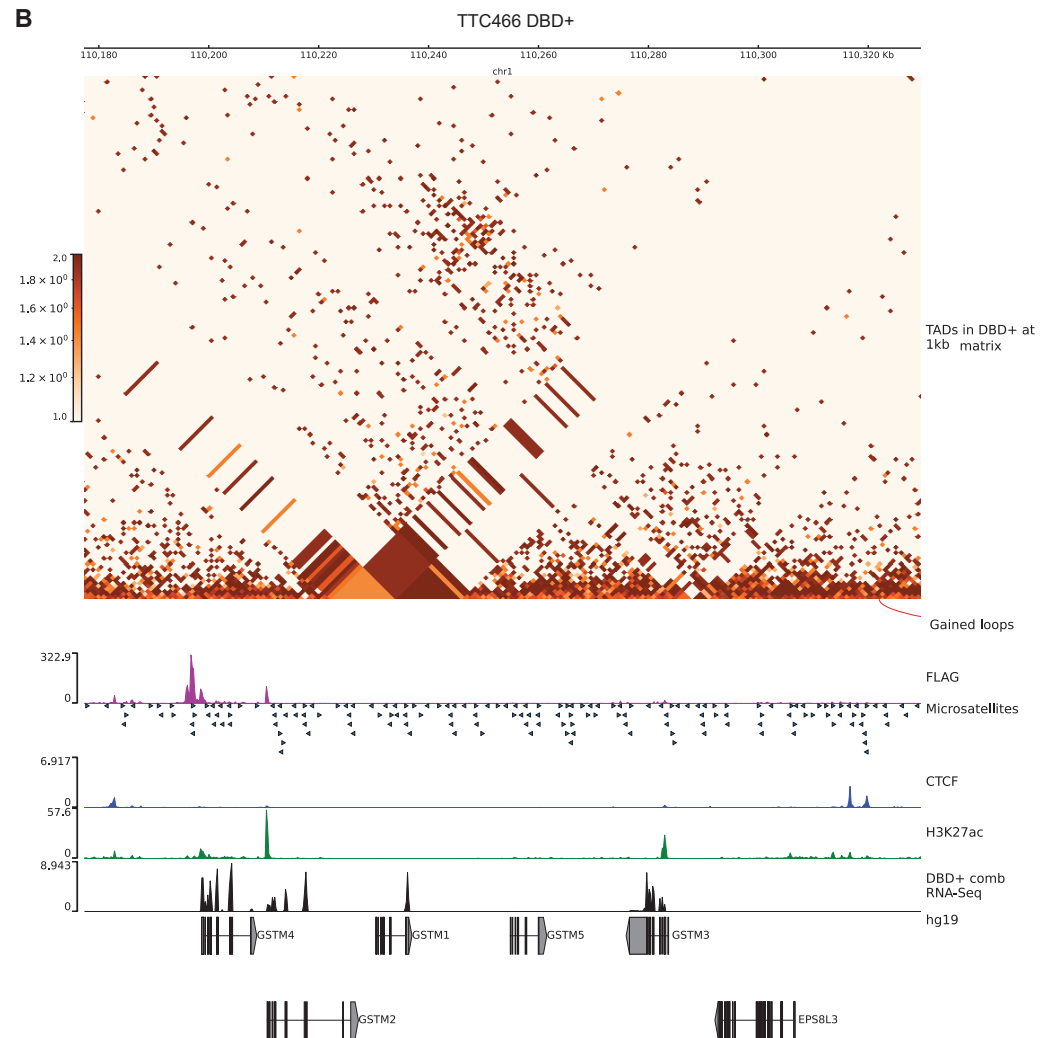 B
TTC466 DBD+
110,180 110,200 110,220 110,240 110,260 110,280 110,300 110,320 Kb
chr1
2.0
1.8 × 10⁰
1.6 × 10⁰
1.4 × 10⁰
1.2 × 10⁰
1.0
TADs in DBD+ at
1kb matrix
Gained loops
322.9
0
FLAG
Microsatellites
6.917
0
CTCF
57.6
0
H3K27ac
8.943
0
DBD+ comb
RNA-Seq
hg19
GSTM4 GSTM1 GSTM5 GSTM3
GSTM2 EPS8L3